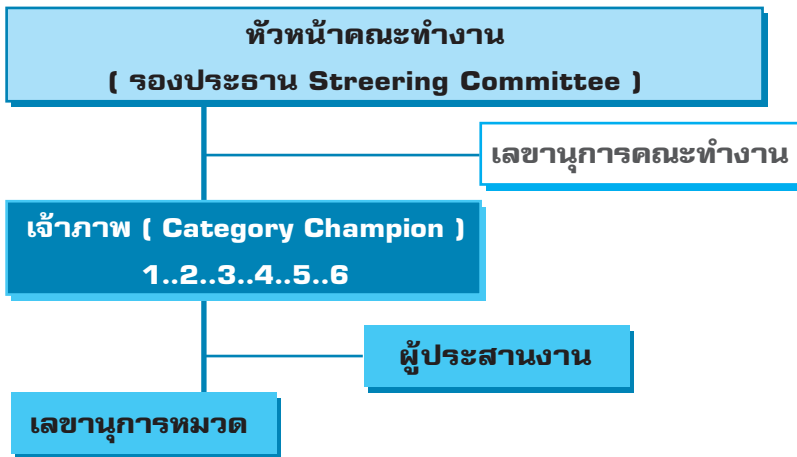 หัวหน้าคณะทำงาน
( รองประธาน Streering Committee )
เลขานุการคณะทำงาน
เจ้าภาพ ( Category Champion )
1..2..3..4..5..6
ผู้ประสานงาน
เลขานุการหมวด